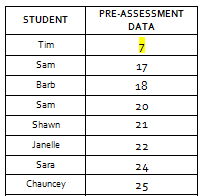 STUDENT PRE-ASSESSMENT
DATA
Tim 7
Sam 17
Barb 18
Sam 20
Shawn 21
Janelle 22
Sara 24
Chauncey 25